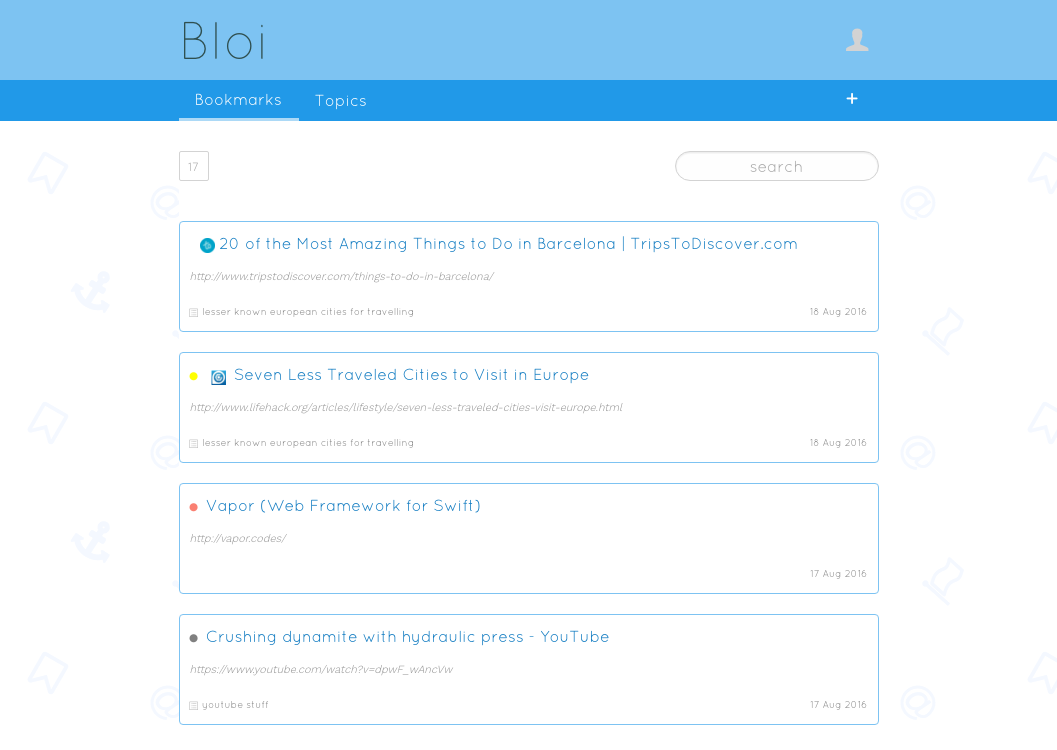 Bloi
Bookmarks Topics +
17 search
20 of the Most Amazing Things to Do in Barcelona | TripsToDiscover.com
http://www.tripstodiscover.com/things-to-do-in-barcelona/
lesser known european cities for travelling 18 Aug 2016
Seven Less Traveled Cities to Visit in Europe
http://www.lifehack.org/articles/lifestyle/seven-less-traveled-cities-visit-europe.html
lesser known european cities for travelling 18 Aug 2016
Vapor (Web Framework for Swift)
http://vapor.codes/
17 Aug 2016
Crushing dynamite with hydraulic press - YouTube
https://www.youtube.com/watch?v=dpwF_wAncVw
youtube stuff 17 Aug 2016